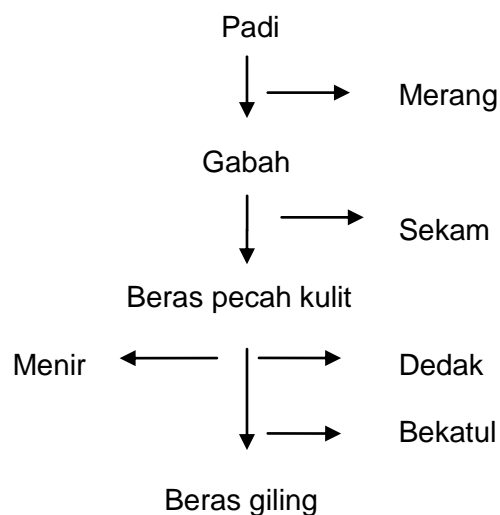 Padi
Merang
Gabah
Sekam
Beras pecah kulit
Menir
Dedak
Bekatul
Beras giling